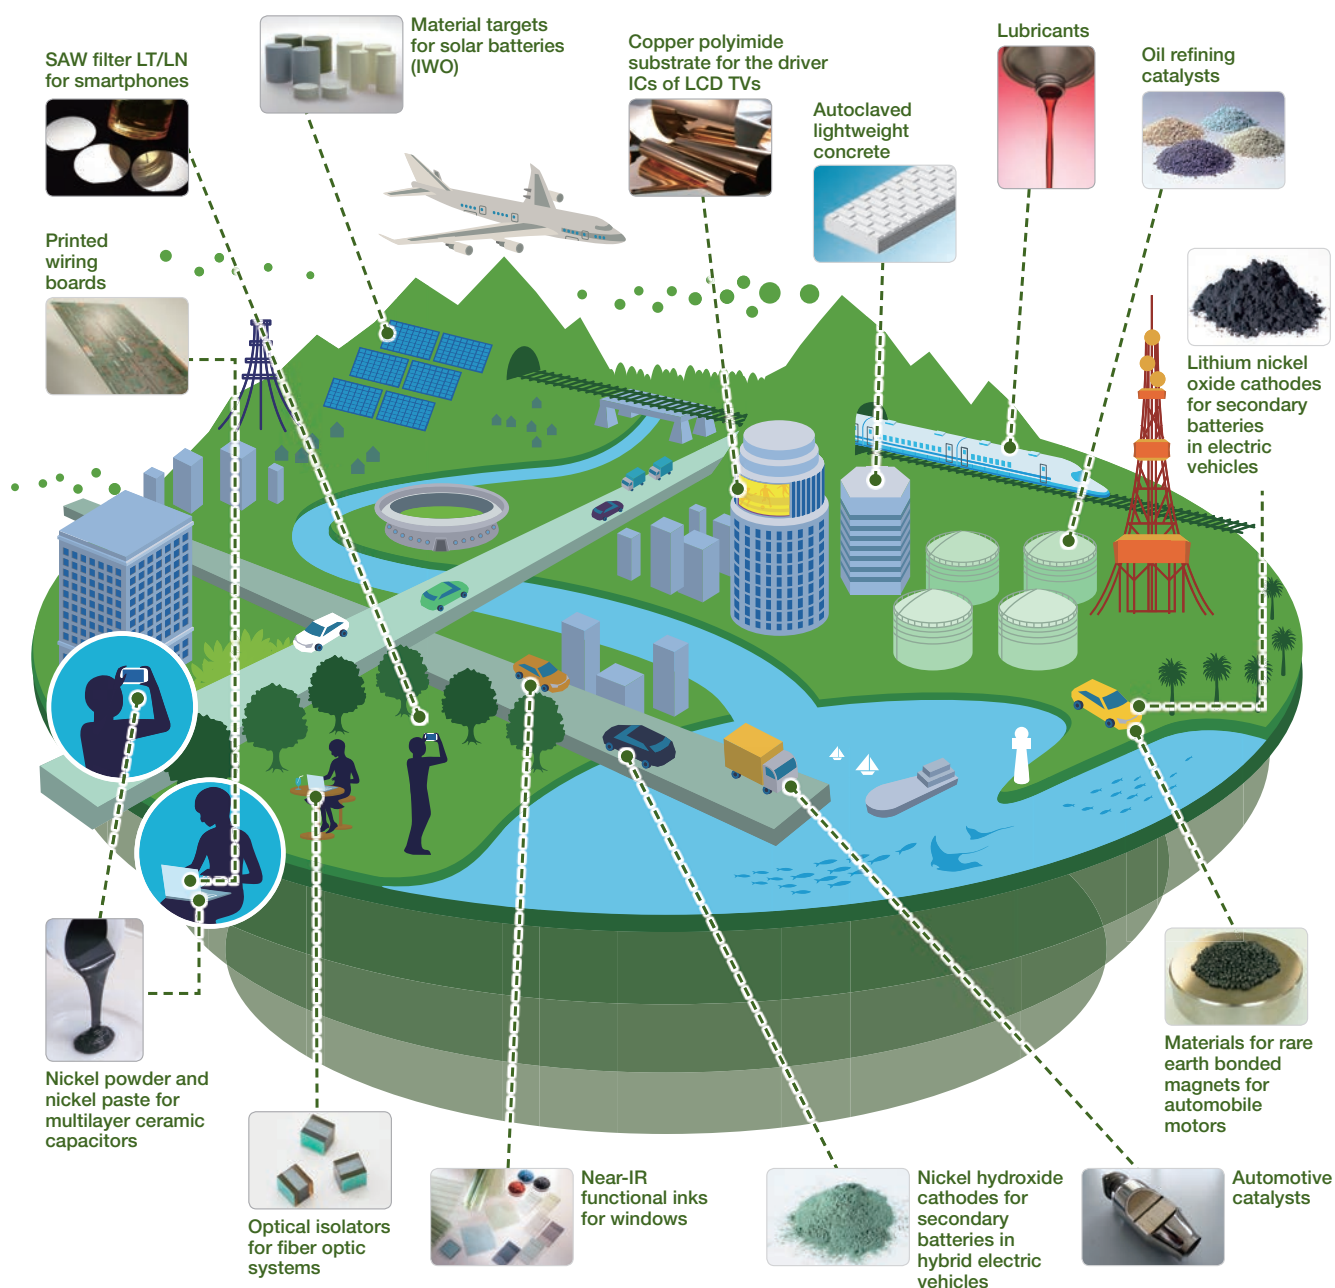 SAW filter LT/LN
for smartphones
Material targets
for solar batteries
(IWO)
Copper polyimide
substrate for the driver
ICs of LCD TVs
Autoclaved
lightweight
concrete
Lubricants
Oil refining
catalysts
Printed
wiring
boards
Lithium nickel
oxide cathodes
for secondary
batteries
in electric
vehicles
Nickel powder and
nickel paste for
multilayer ceramic
capacitors
Optical isolators
for fiber optic
systems
Near-IR
functional inks
for windows
Nickel hydroxide
cathodes for
secondary
batteries in
hybrid electric
vehicles
Automotive
catalysts
Materials for rare
earth bonded
magnets for
automobile
motors